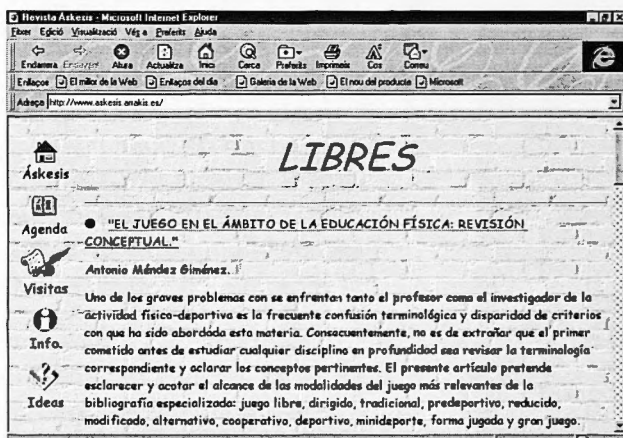 Revista Áskesis - Microsoft Internet Explorer
Fitxer Edició Visualització Vés a Preferits Ajuda
Endarrera Endavant Atura Actualitza Inici Cerca Preferits Imprimeix Cos Correu
Enllaços El millor de la Web Enllaços del dia Galeria de la Web El nou del producte Microsoft
Adreça http://www.askesis.arrakis.es/
LIBRES
Áskesis
Agenda
Visitas
Info.
Ideas
"EL JUEGO EN EL ÁMBITO DE LA EDUCACIÓN FÍSICA: REVISIÓN
CONCEPTUAL."
Antonio Méndez Giménez.
Uno de los graves problemas con se enfrentan tanto el profesor como el investigador de la
actividad físico-deportiva es la frecuente confusión terminológica y disparidad de criterios
con que ha sido abordada esta materia. Consecuentemente, no es de extrañar que el primer
cometido antes de estudiar cualquier disciplina en profundidad sea revisar la terminología
correspondiente y aclarar los conceptos pertinentes. El presente artículo pretende
esclarecer y acotar el alcance de las modalidades del juego más relevantes de la
bibliografía especializada: juego libre, dirigido, tradicional, predeportivo, reducido,
modificado, alternativo, cooperativo, deportivo, minideporte, forma jugada y gran juego.